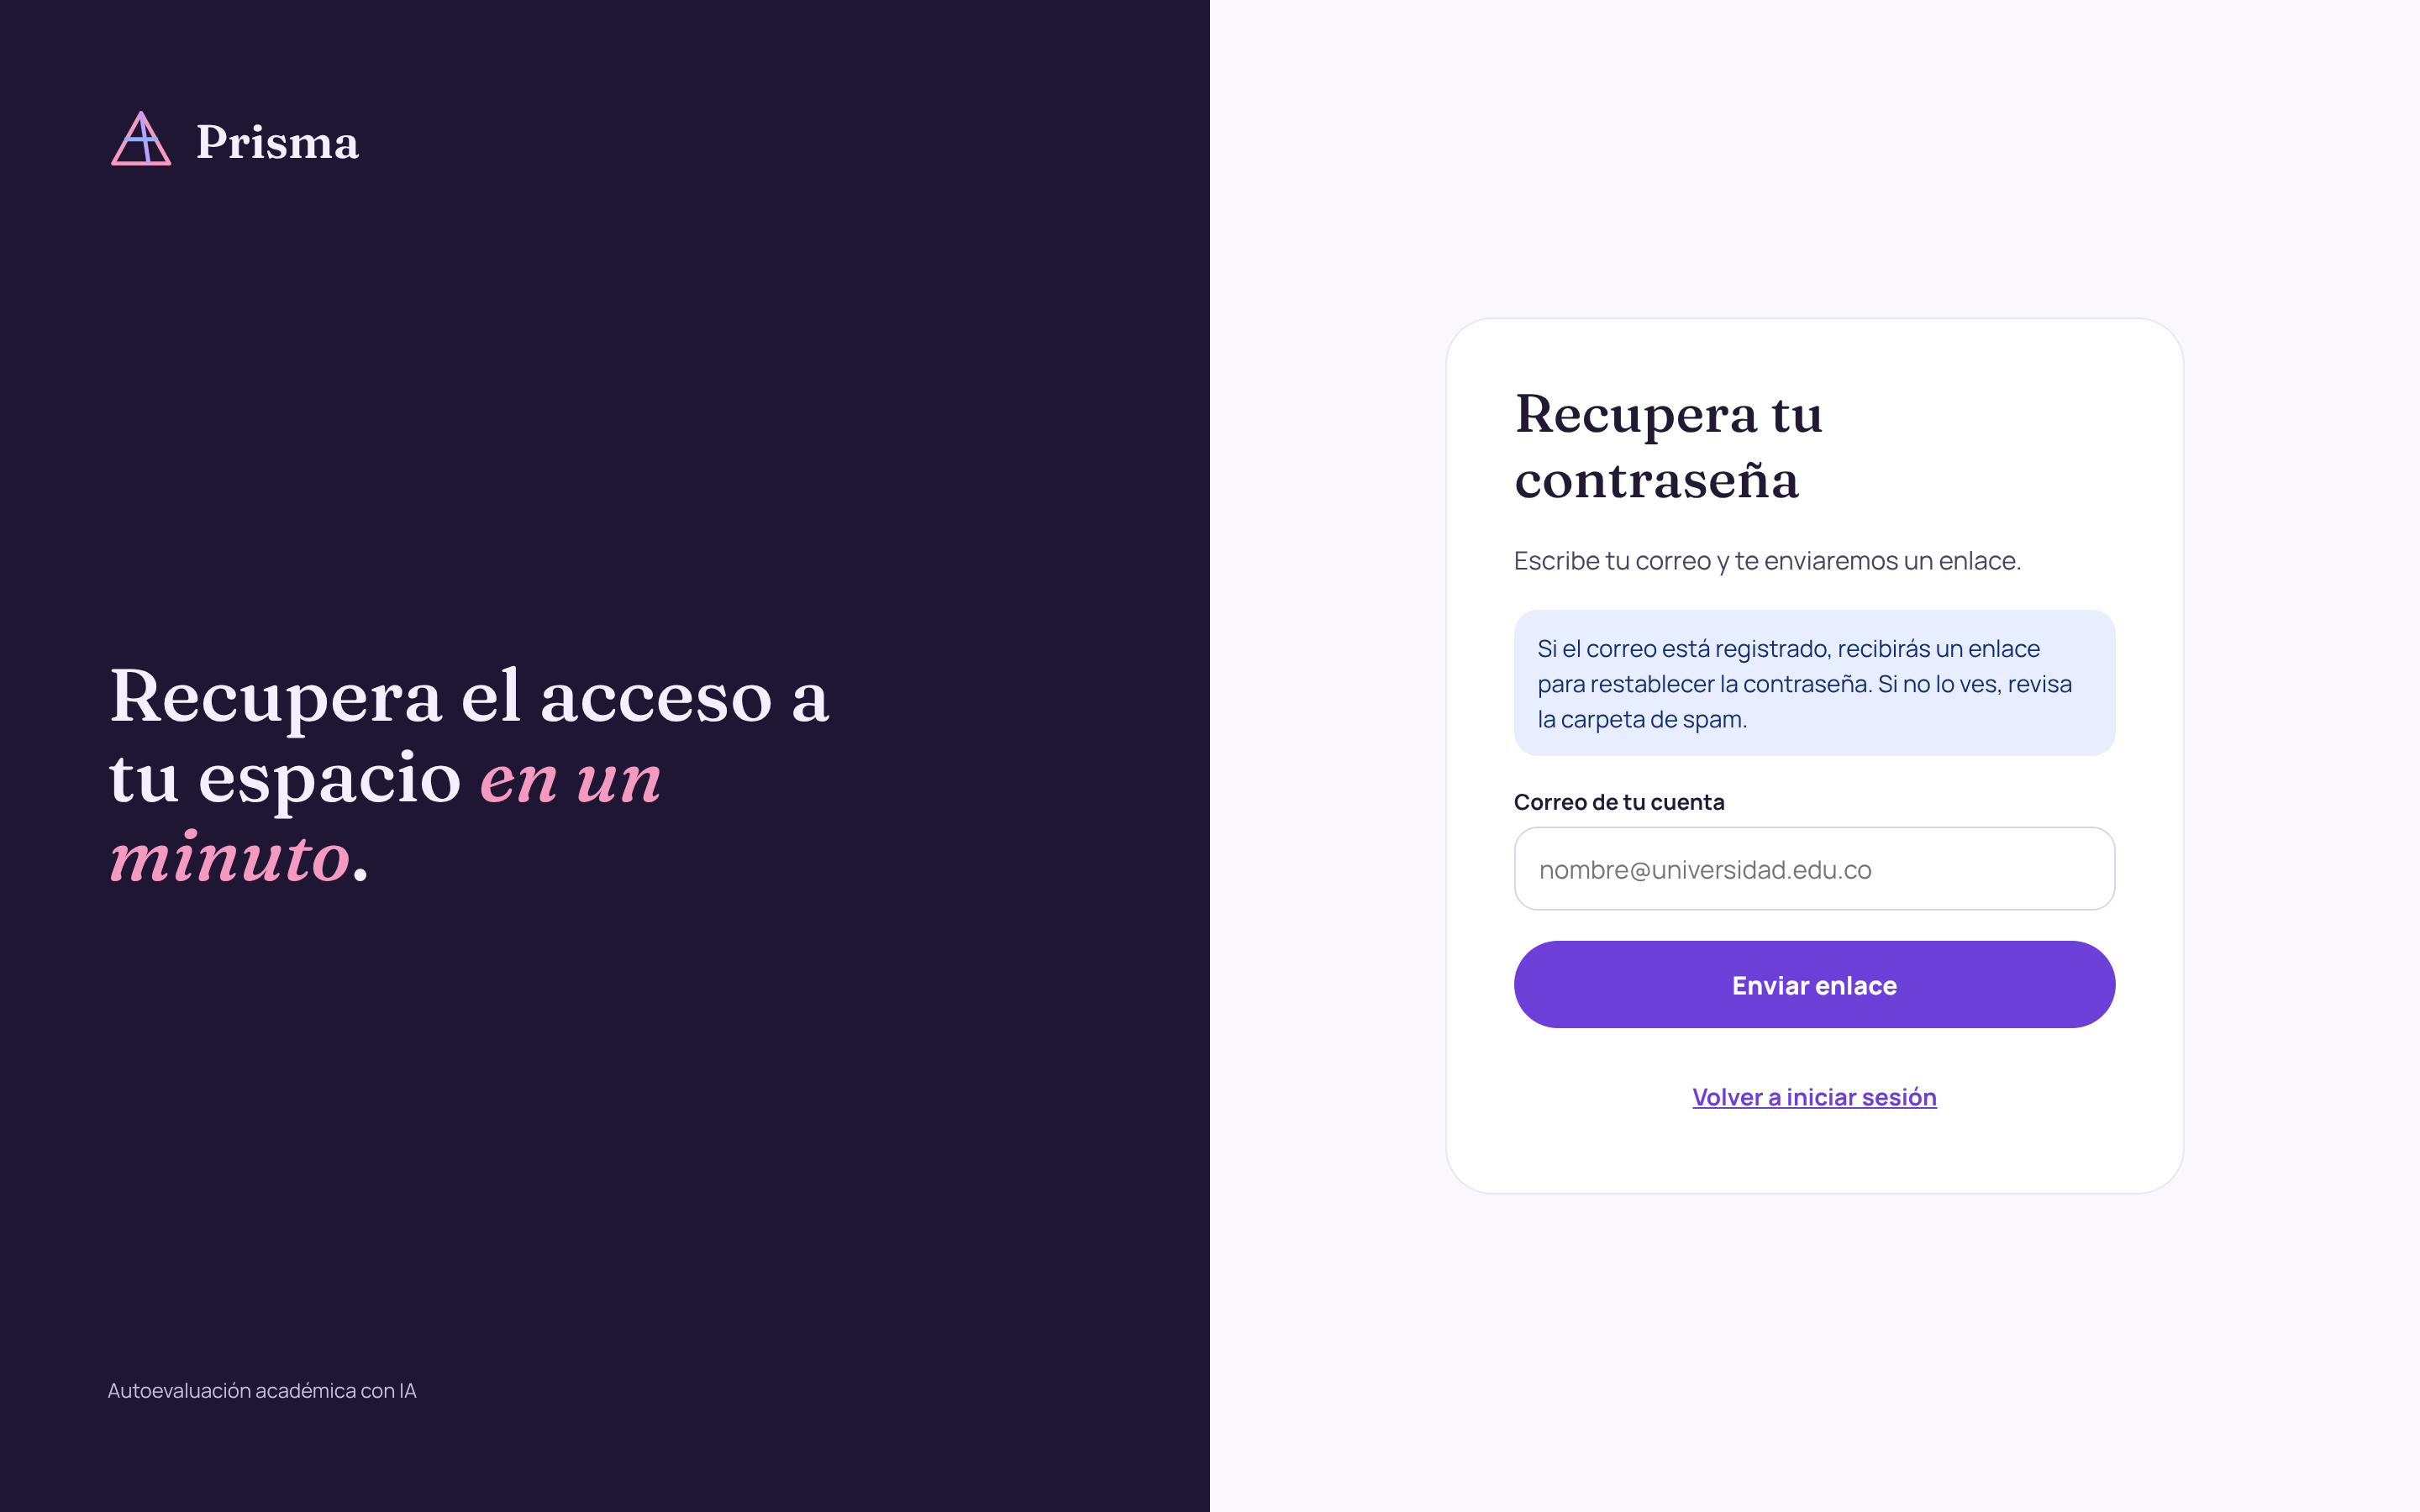 Prisma
Recupera el acceso a
tu espacio en un
minuto.
Autoevaluación académica con IA
Recupera tu
contraseña
Escribe tu correo y te enviaremos un enlace.
Si el correo está registrado, recibirás un enlace
para restablecer la contraseña. Si no lo ves, revisa
la carpeta de spam.
Correo de tu cuenta
nombre@universidad.edu.co
Enviar enlace
Volver a iniciar sesión